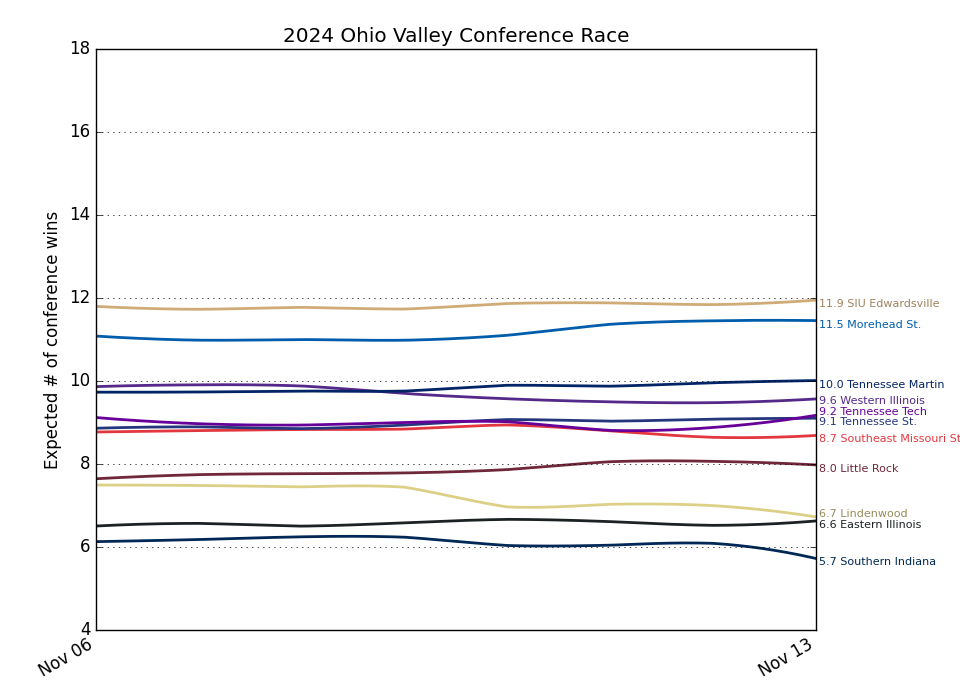 2024 Ohio Valley Conference Race
Expected # of conference wins
18
16
14
12
10
8
6
4
Nov 06
Nov 13
11.9 SIU Edwardsville
11.5 Morehead St.
10.0 Tennessee Martin
9.6 Western Illinois
9.2 Tennessee Tech
9.1 Tennessee St.
8.7 Southeast Missouri St
8.0 Little Rock
6.7 Lindenwood
6.6 Eastern Illinois
5.7 Southern Indiana